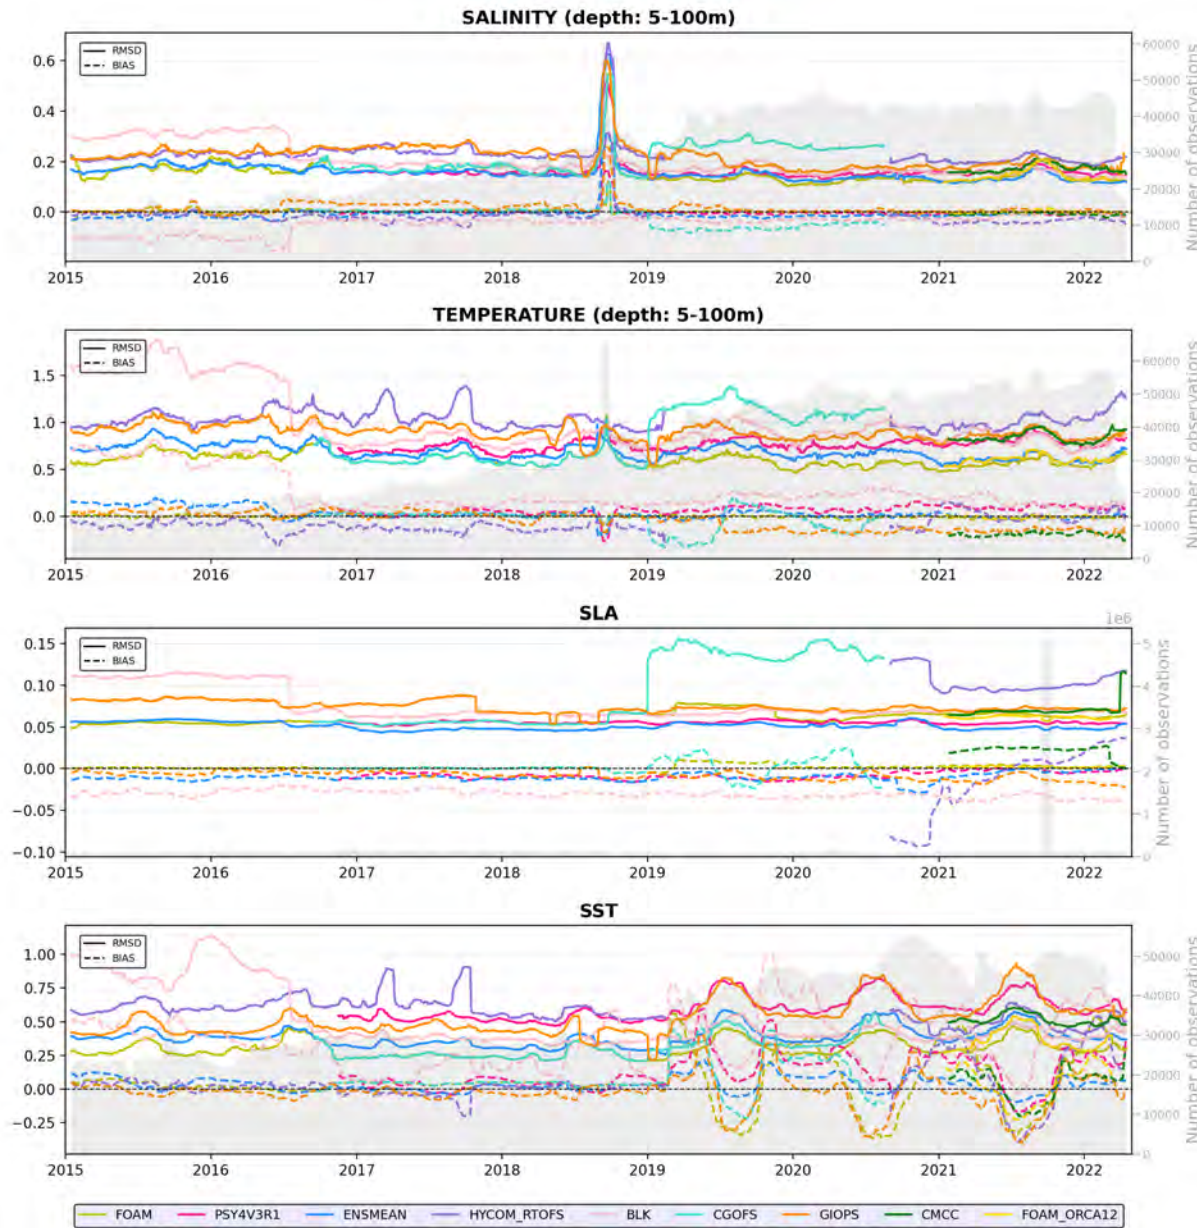 SALINITY (depth: 5-100m)
RMSD
BIAS
0.6
0.4
0.2
0.0
60000
50000
40000
30000
20000
10000
0
Number of observations
2015 2016 2017 2018 2019 2020 2021 2022
TEMPERATURE (depth: 5-100m)
RMSD
BIAS
1.5
1.0
0.5
0.0
60000
50000
40000
30000
20000
10000
0
Number of observations
2015 2016 2017 2018 2019 2020 2021 2022
SLA
1e6
RMSD
BIAS
0.15
0.10
0.05
0.00
−0.05
−0.10
5
4
3
2
1
0
Number of observations
2015 2016 2017 2018 2019 2020 2021 2022
SST
RMSD
BIAS
1.00
0.75
0.50
0.25
0.00
−0.25
50000
40000
30000
20000
10000
0
Number of observations
2015 2016 2017 2018 2019 2020 2021 2022
FOAM PSY4V3R1 ENSMEAN HYCOM_RTOFS BLK CGOFS GIOPS CMCC FOAM_ORCA12